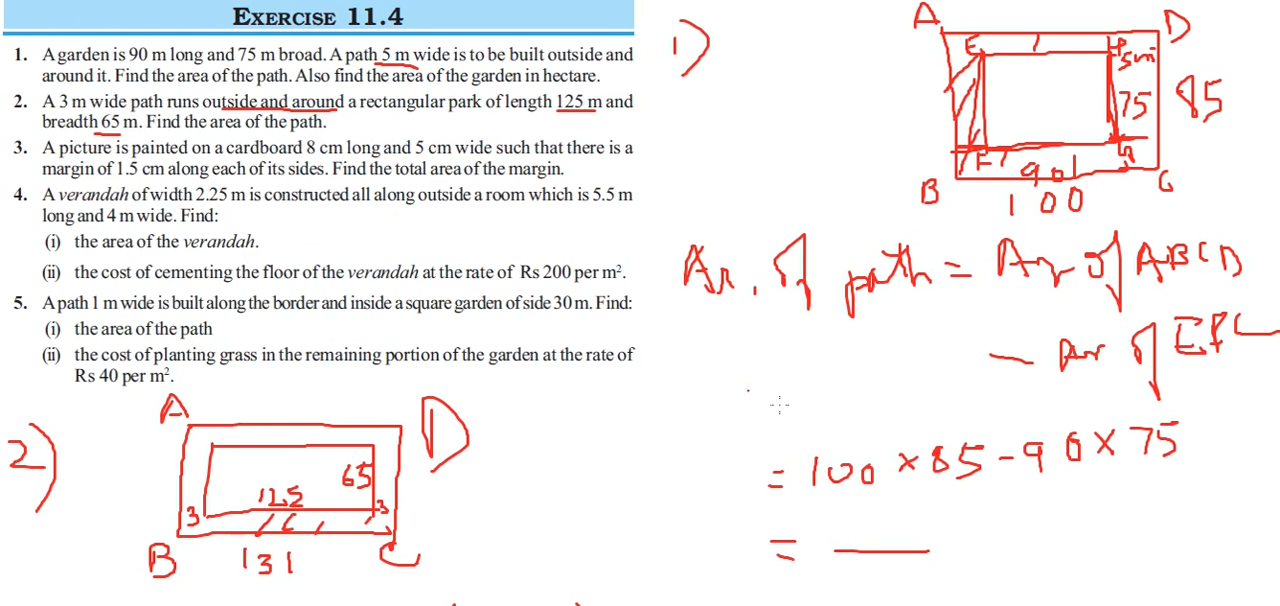 EXERCISE 11.4
1. A garden is 90 m long and 75 m broad. A path 5 m wide is to be built outside and
around it. Find the area of the path. Also find the area of the garden in hectare.
2. A 3 m wide path runs outside and around a rectangular park of length 125 m and
breadth 65 m. Find the area of the path.
3. A picture is painted on a cardboard 8 cm long and 5 cm wide such that there is a
margin of 1.5 cm along each of its sides. Find the total area of the margin.
4. A verandah of width 2.25 m is constructed all along outside a room which is 5.5 m
long and 4 m wide. Find:
(i) the area of the verandah.
(ii) the cost of cementing the floor of the verandah at the rate of Rs 200 per m².
5. A path 1 m wide is built along the border and inside a square garden of side 30 m. Find:
(i) the area of the path
(ii) the cost of planting grass in the remaining portion of the garden at the rate of
Rs 40 per m².
2)
A D
65
125
3 3
B 131 C
1)
A D
E H
5m
75 85
F G
90
B C
100
Ar. of path = Ar of ABCD
- Ar of EFG
= 100 × 85 - 90 × 75
=